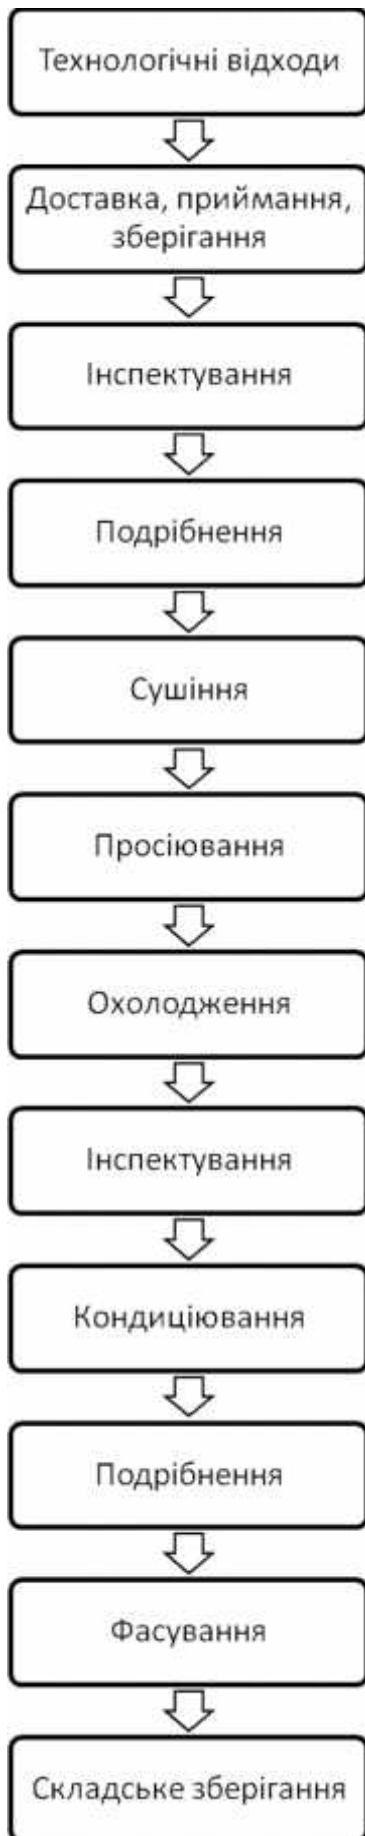 Технологічні відходи
Доставка, приймання,
зберігання
Інспектування
Подрібнення
Сушіння
Просіювання
Охолодження
Інспектування
Кондиціювання
Подрібнення
Фасування
Складське зберігання